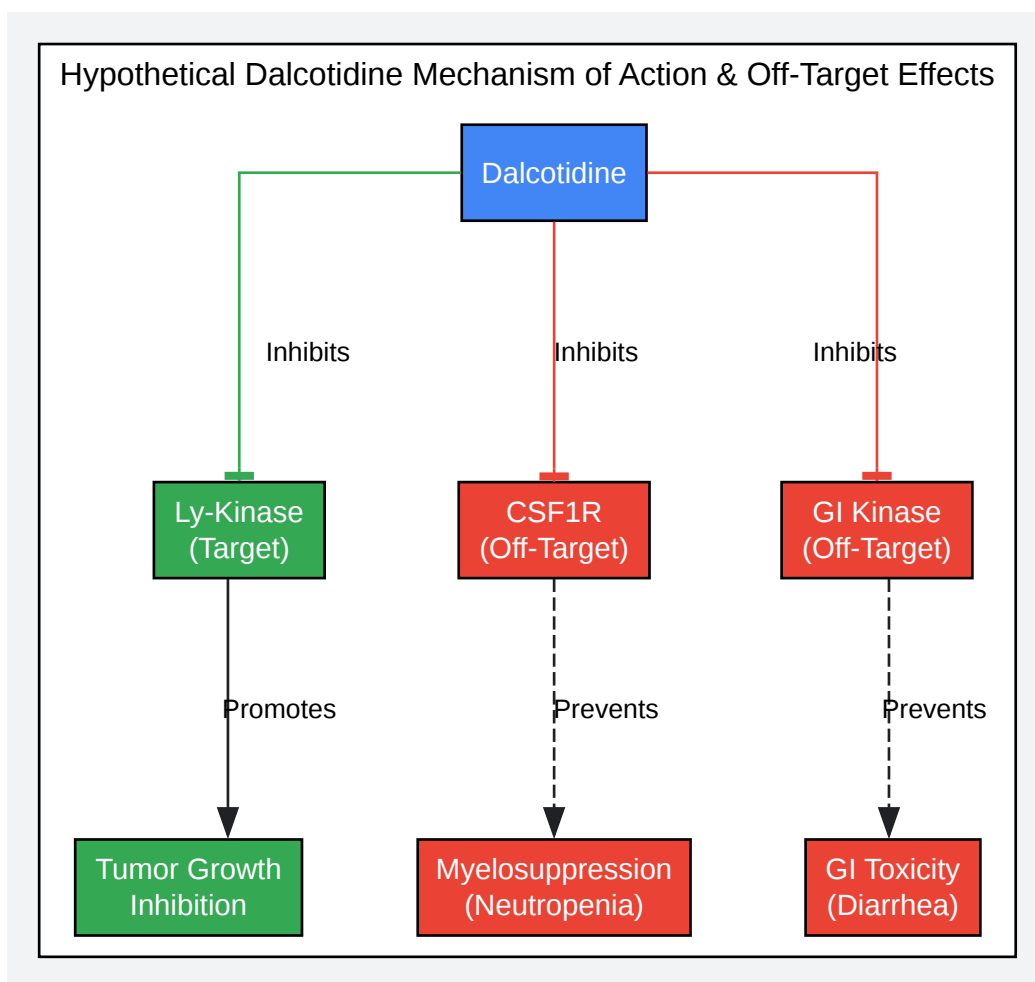 Hypothetical Dalcotidine Mechanism of Action & Off-Target Effects
Dalcotidine
Inhibits
Inhibits
Inhibits
Ly-Kinase
(Target)
CSF1R
(Off-Target)
GI Kinase
(Off-Target)
Promotes
Prevents
Prevents
Tumor Growth
Inhibition
Myelosuppression
(Neutropenia)
GI Toxicity
(Diarrhea)